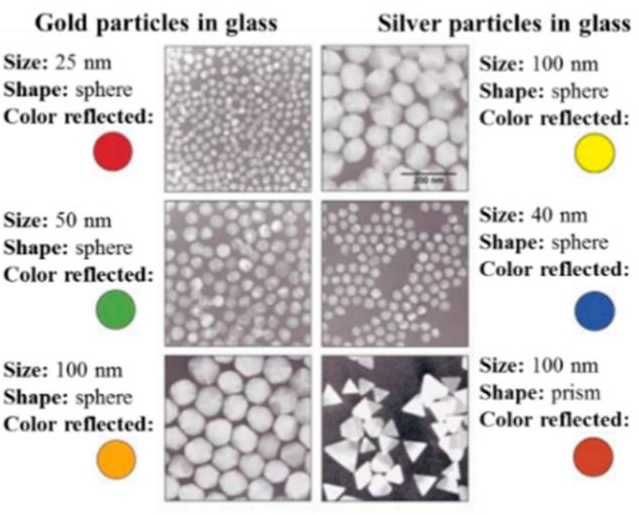 Gold particles in glass
Size: 25 nm
Shape: sphere
Color reflected:
Size: 50 nm
Shape: sphere
Color reflected:
Size: 100 nm
Shape: sphere
Color reflected:
Silver particles in glass
Size: 100 nm
Shape: sphere
Color reflected:
200 nm
Size: 40 nm
Shape: sphere
Color reflected:
Size: 100 nm
Shape: prism
Color reflected: